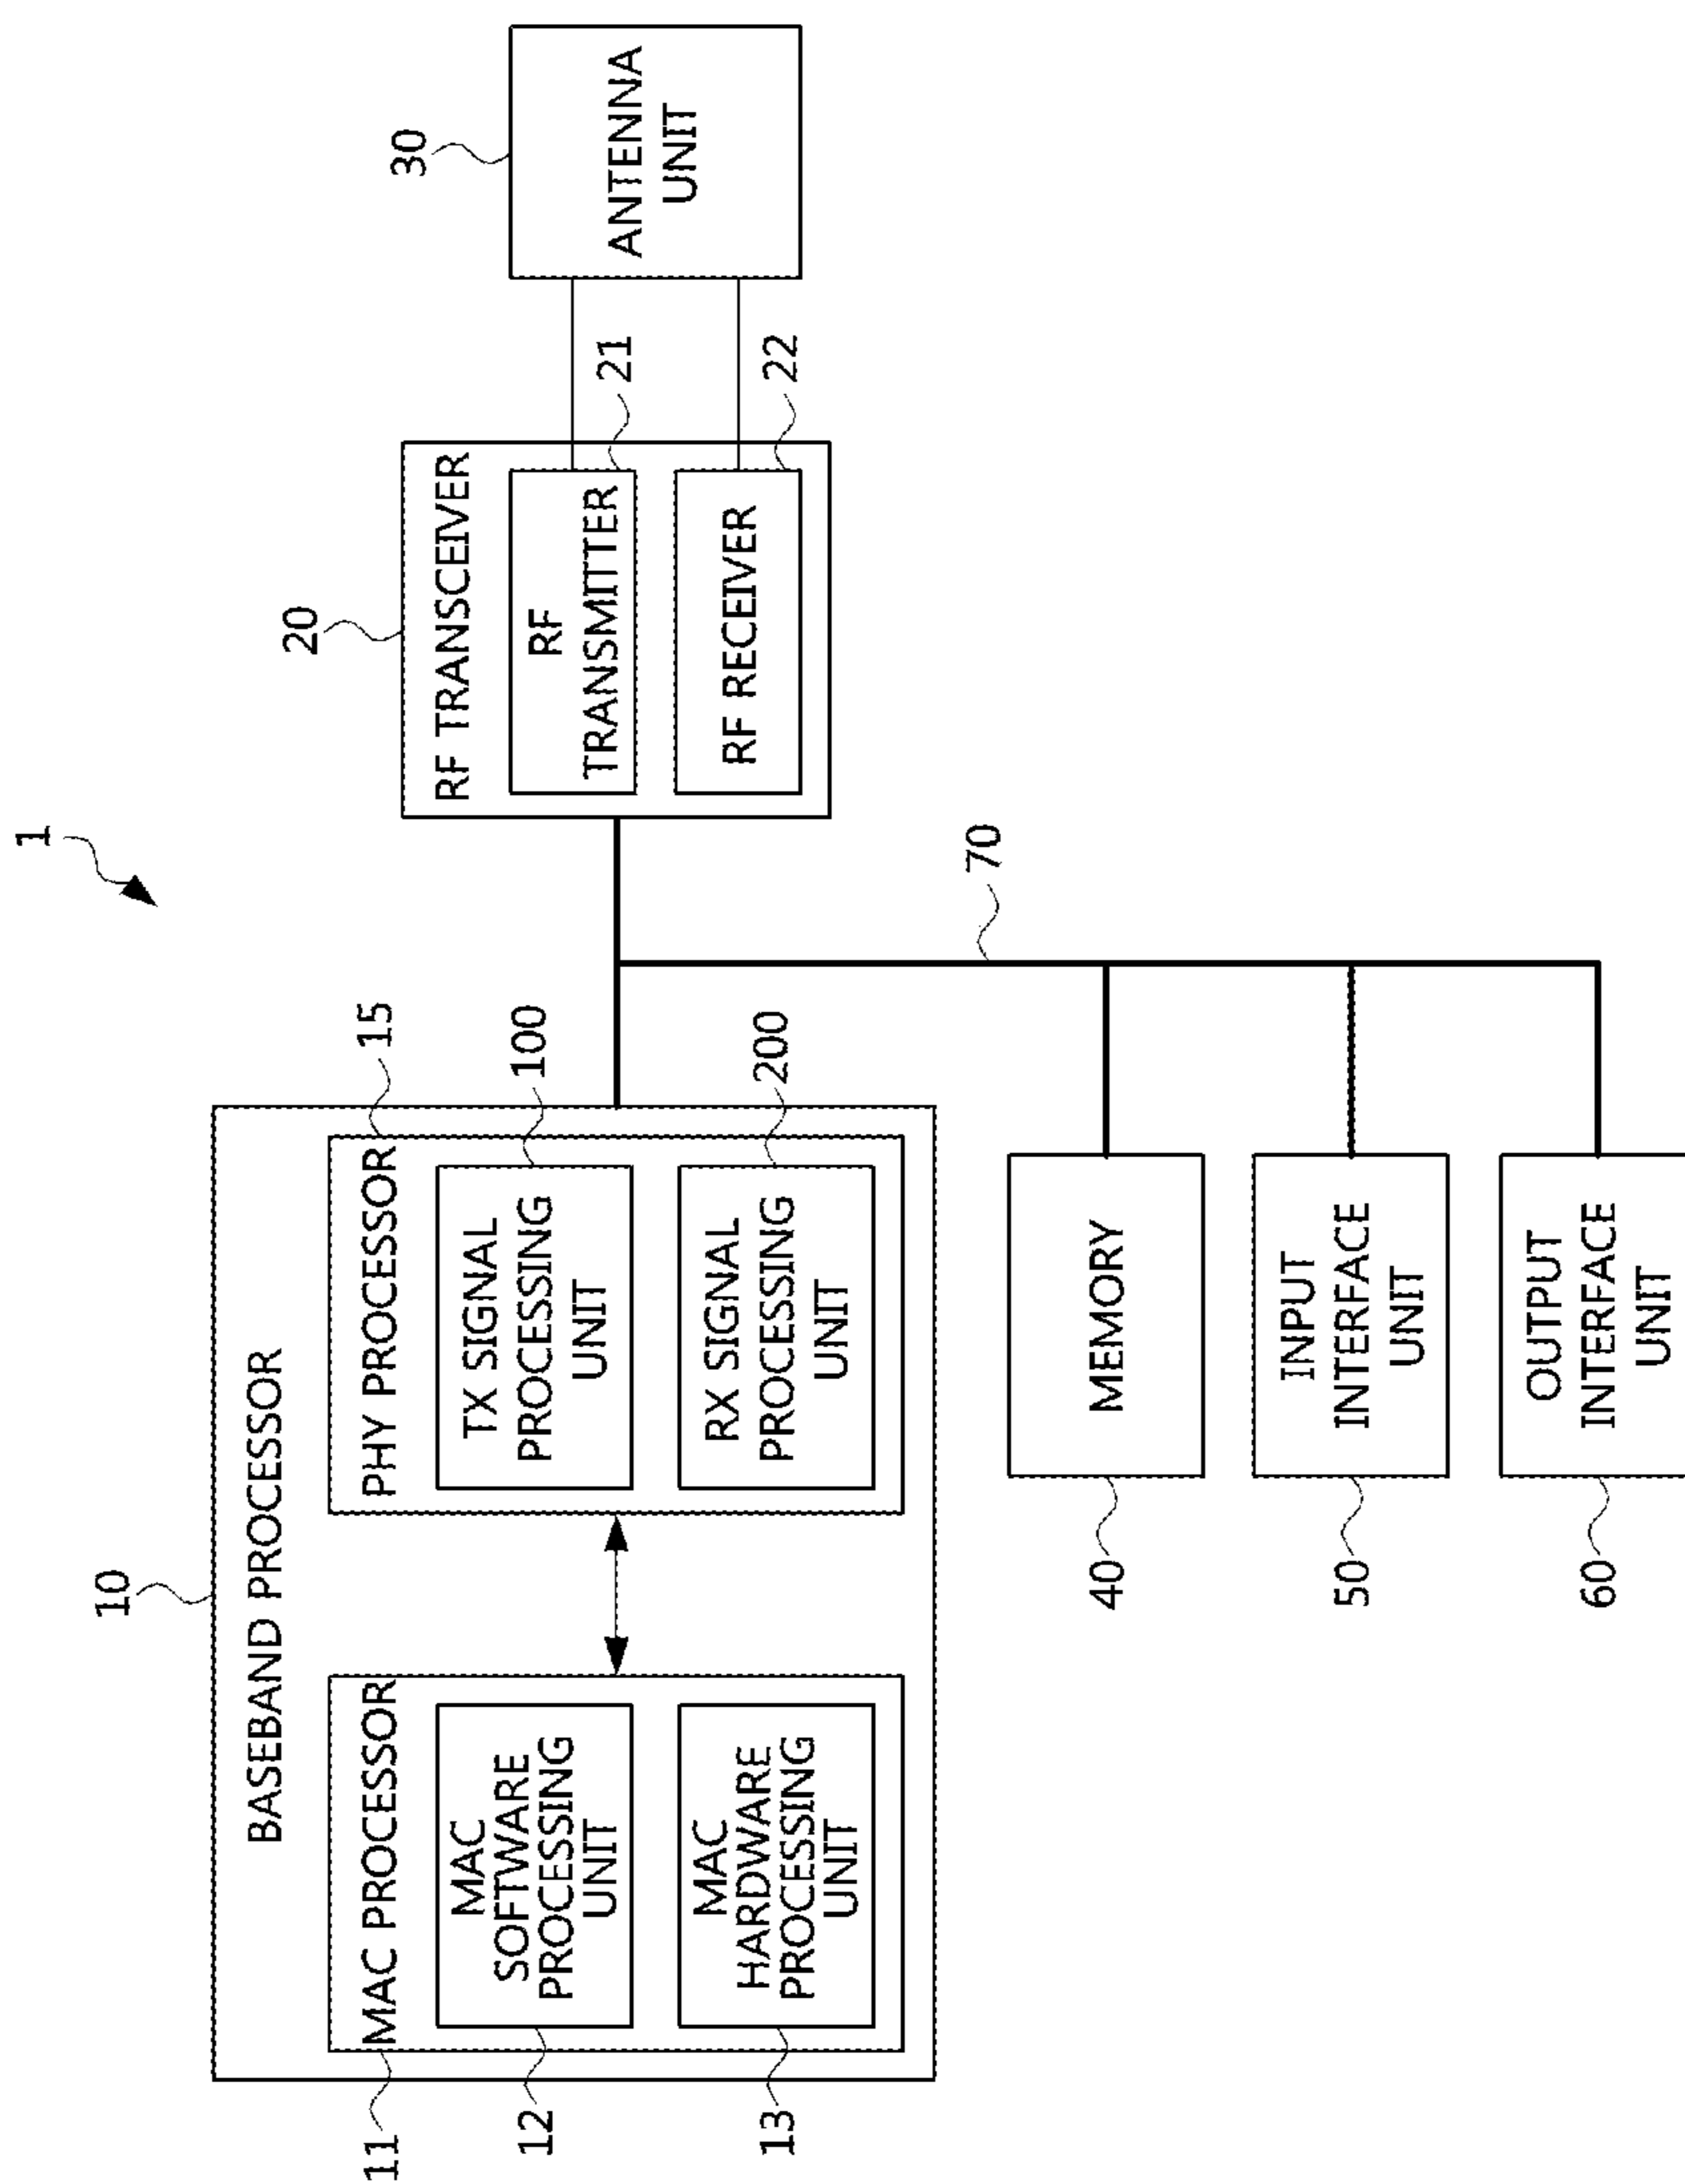 1
10
BASEBAND PROCESSOR
11
MAC PROCESSOR
12
MAC
SOFTWARE
PROCESSING
UNIT
13
MAC
HARDWARE
PROCESSING
UNIT
15
PHY PROCESSOR
100
TX SIGNAL
PROCESSING
UNIT
200
RX SIGNAL
PROCESSING
UNIT
20
RF TRANSCEIVER
21
RF
TRANSMITTER
22
RF RECEIVER
30
ANTENNA
UNIT
70
40
MEMORY
50
INPUT
INTERFACE
UNIT
60
OUTPUT
INTERFACE
UNIT